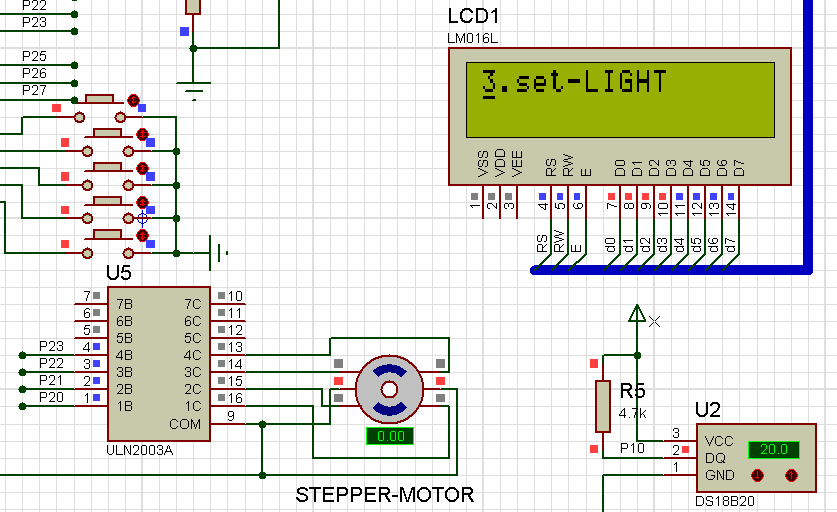 P22
P23
P25
P26
P27
LCD1
LM016L
3.set-LIGHT
VSS VDD VEE RS RW E D0 D1 D2 D3 D4 D5 D6 D7
1 2 3 4 5 6 7 8 9 10 11 12 13 14
RS RW E d0 d1 d2 d3 d4 d5 d6 d7
U5
7 7B 7C 10
6 6B 6C 11
5 5B 5C 12
P23 4 4B 4C 13
P22 3 3B 3C 14
P21 2 2B 2C 15
P20 1 1B 1C 16
COM 9
ULN2003A
0.00
STEPPER-MOTOR
R5
4.7k
P10
U2
3 VCC
2 DQ
1 GND
20.0
DS18B20